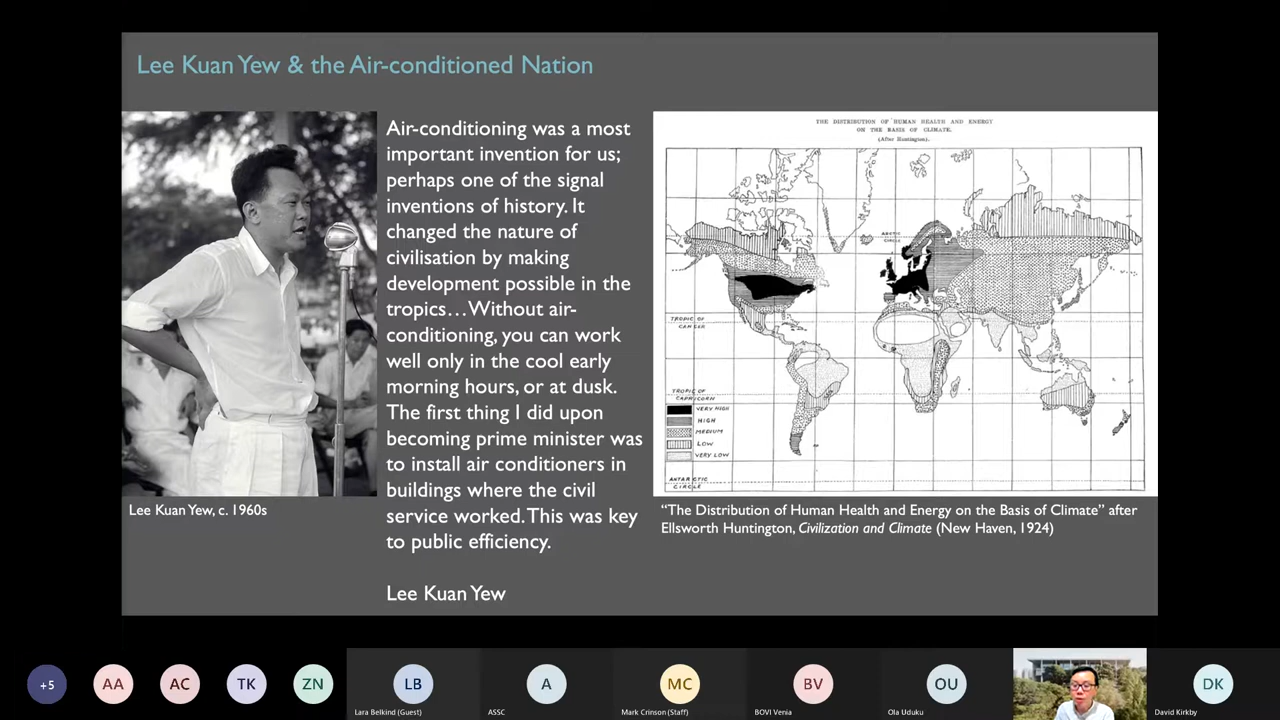 Lee Kuan Yew & the Air-conditioned Nation
Air-conditioning was a most
important invention for us;
perhaps one of the signal
inventions of history. It
changed the nature of
civilisation by making
development possible in the
tropics…Without air-
conditioning, you can work
well only in the cool early
morning hours, or at dusk.
The first thing I did upon
becoming prime minister was
to install air conditioners in
buildings where the civil
service worked. This was key
to public efficiency.
Lee Kuan Yew
Lee Kuan Yew, c. 1960s
THE DISTRIBUTION OF HUMAN HEALTH AND ENERGY
ON THE BASIS OF CLIMATE.
(After Huntington).
ARCTIC
CIRCLE
TROPIC OF
CANCER
TROPIC OF
CAPRICORN
VERY HIGH
HIGH
MEDIUM
LOW
VERY LOW
ANTARCTIC
CIRCLE
“The Distribution of Human Health and Energy on the Basis of Climate” after
Ellsworth Huntington, Civilization and Climate (New Haven, 1924)
+5
AA
AC
TK
ZN
LB
Lara Belkind (Guest)
A
ASSC
MC
Mark Crinson (Staff)
BV
BOVI Venia
OU
Ola Uduku
DK
David Kirkby